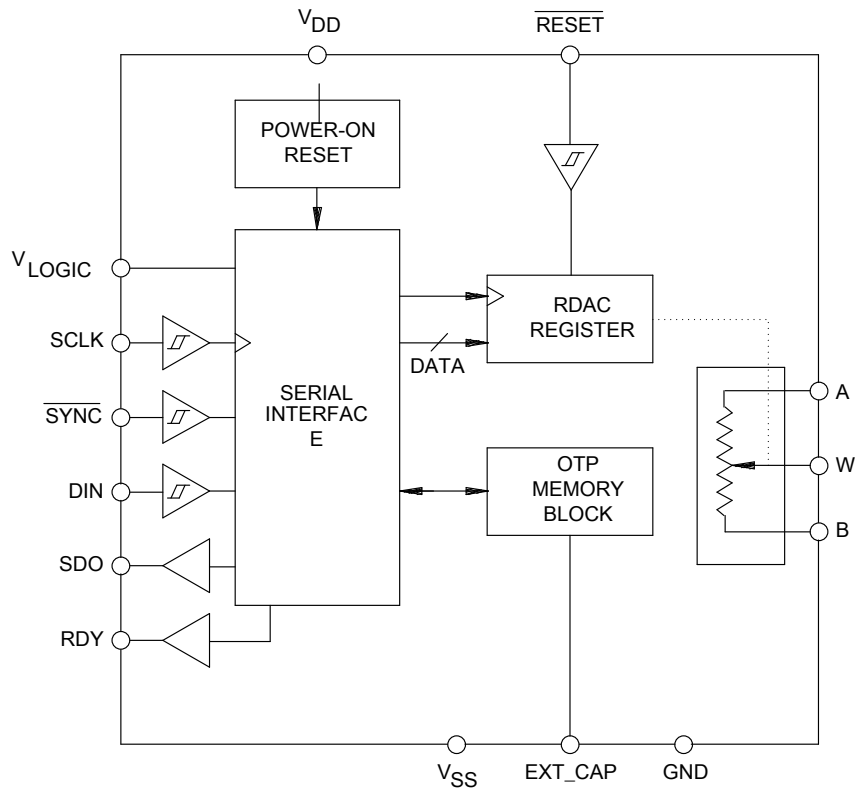 VDD
RESET
POWER-ON
RESET
VLOGIC
RDAC
REGISTER
SCLK
DATA
SERIAL
INTERFAC
E
A
SYNC
W
OTP
MEMORY
BLOCK
DIN
B
SDO
RDY
VSS
EXT_CAP
GND